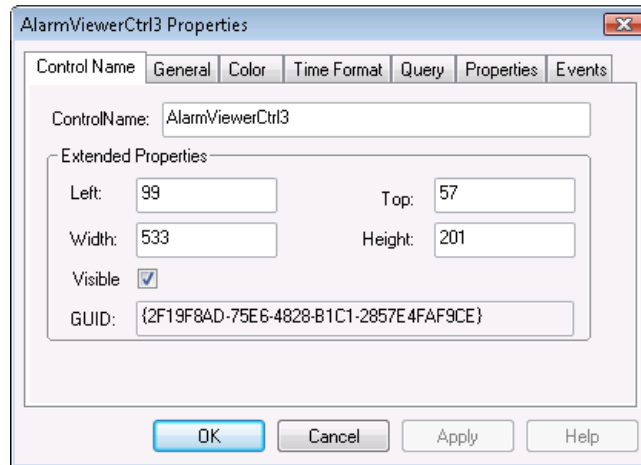 AlarmViewerCtrl3 Properties
Control Name General Color Time Format Query Properties Events
ControlName: AlarmViewerCtrl3
Extended Properties
Left: 99 Top: 57
Width: 533 Height: 201
Visible
GUID: {2F19F8AD-75E6-4828-B1C1-2857E4FAF9CE}
OK Cancel Apply Help